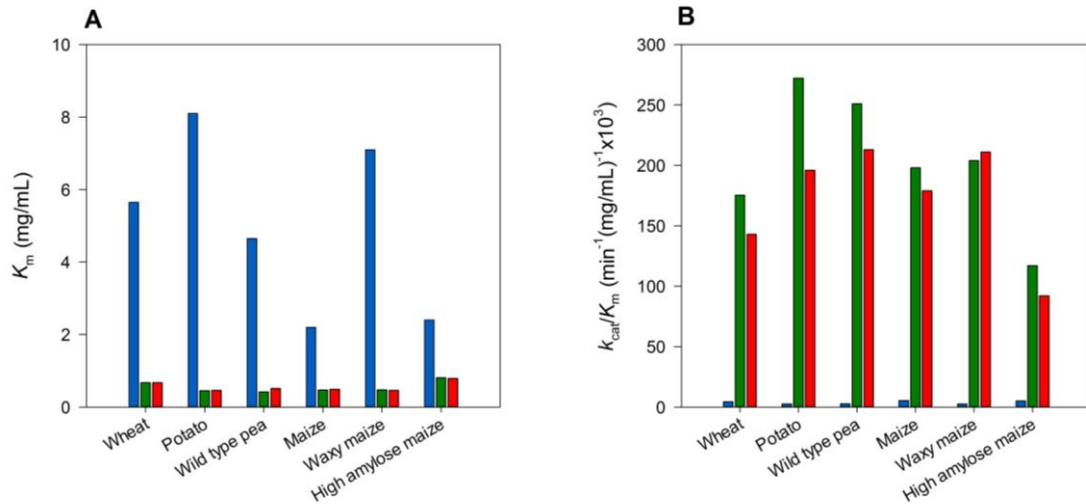 A
10
8
6
4
2
0
Km (mg/mL)
Wheat
Potato
Wild type pea
Maize
Waxy maize
High amylose maize
B
300
250
200
150
100
50
0
kcat/Km (min⁻¹(mg/mL)⁻¹x10³)
Wheat
Potato
Wild type pea
Maize
Waxy maize
High amylose maize